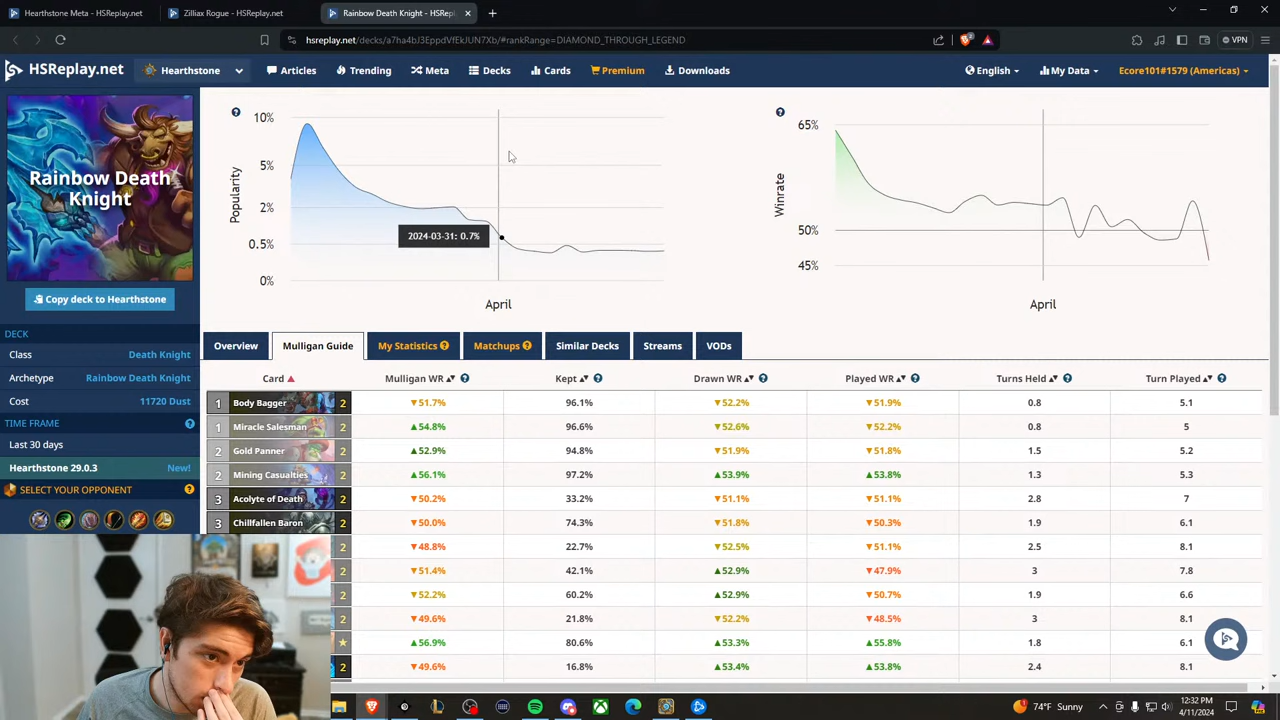 Hearthstone Meta - HSReplay.net
Zilliax Rogue - HSReplay.net
Rainbow Death Knight - HSRepl
hsreplay.net/decks/a7ha4bJ3EppdVfEkJUN7Xb/#rankRange=DIAMOND_THROUGH_LEGEND
VPN
HSReplay.net
Hearthstone
Articles
Trending
Meta
Decks
Cards
Premium
Downloads
English
My Data
Ecore101#1579 (Americas)
Rainbow Death Knight
Copy deck to Hearthstone
DECK
Class Death Knight
Archetype Rainbow Death Knight
Cost 11720 Dust
TIME FRAME
Last 30 days
Hearthstone 29.0.3 New!
SELECT YOUR OPPONENT
Popularity
10%
5%
2%
0.5%
0%
2024-03-31: 0.7%
April
Winrate
65%
50%
45%
April
Overview Mulligan Guide My Statistics Matchups Similar Decks Streams VODs
Card Mulligan WR Kept Drawn WR Played WR Turns Held Turn Played
1 Body Bagger 2 ▼51.7% 96.1% ▼52.2% ▼51.9% 0.8 5.1
1 Miracle Salesman 2 ▲54.8% 96.6% ▼52.6% ▼52.2% 0.8 5
2 Gold Panner 2 ▲52.9% 94.8% ▼51.9% ▼51.8% 1.5 5.2
2 Mining Casualties 2 ▲56.1% 97.2% ▲53.9% ▲53.8% 1.3 5.3
3 Acolyte of Death 2 ▼50.2% 33.2% ▼51.1% ▼51.1% 2.8 7
3 Chillfallen Baron 2 ▼50.0% 74.3% ▼51.8% ▼50.3% 1.9 6.1
2 ▼48.8% 22.7% ▼52.5% ▼51.1% 2.5 8.1
2 ▼51.4% 42.1% ▲52.9% ▼47.9% 3 7.8
2 ▼52.2% 60.2% ▲52.9% ▼50.7% 1.9 6.6
2 ▼49.6% 21.8% ▼52.2% ▼48.5% 3 8.1
★ ▲56.9% 80.6% ▲53.3% ▲55.8% 1.8 6.1
2 ▼49.6% 16.8% ▲53.4% ▲53.8% 2.4 8.1
74°F Sunny
12:32 PM
4/11/2024